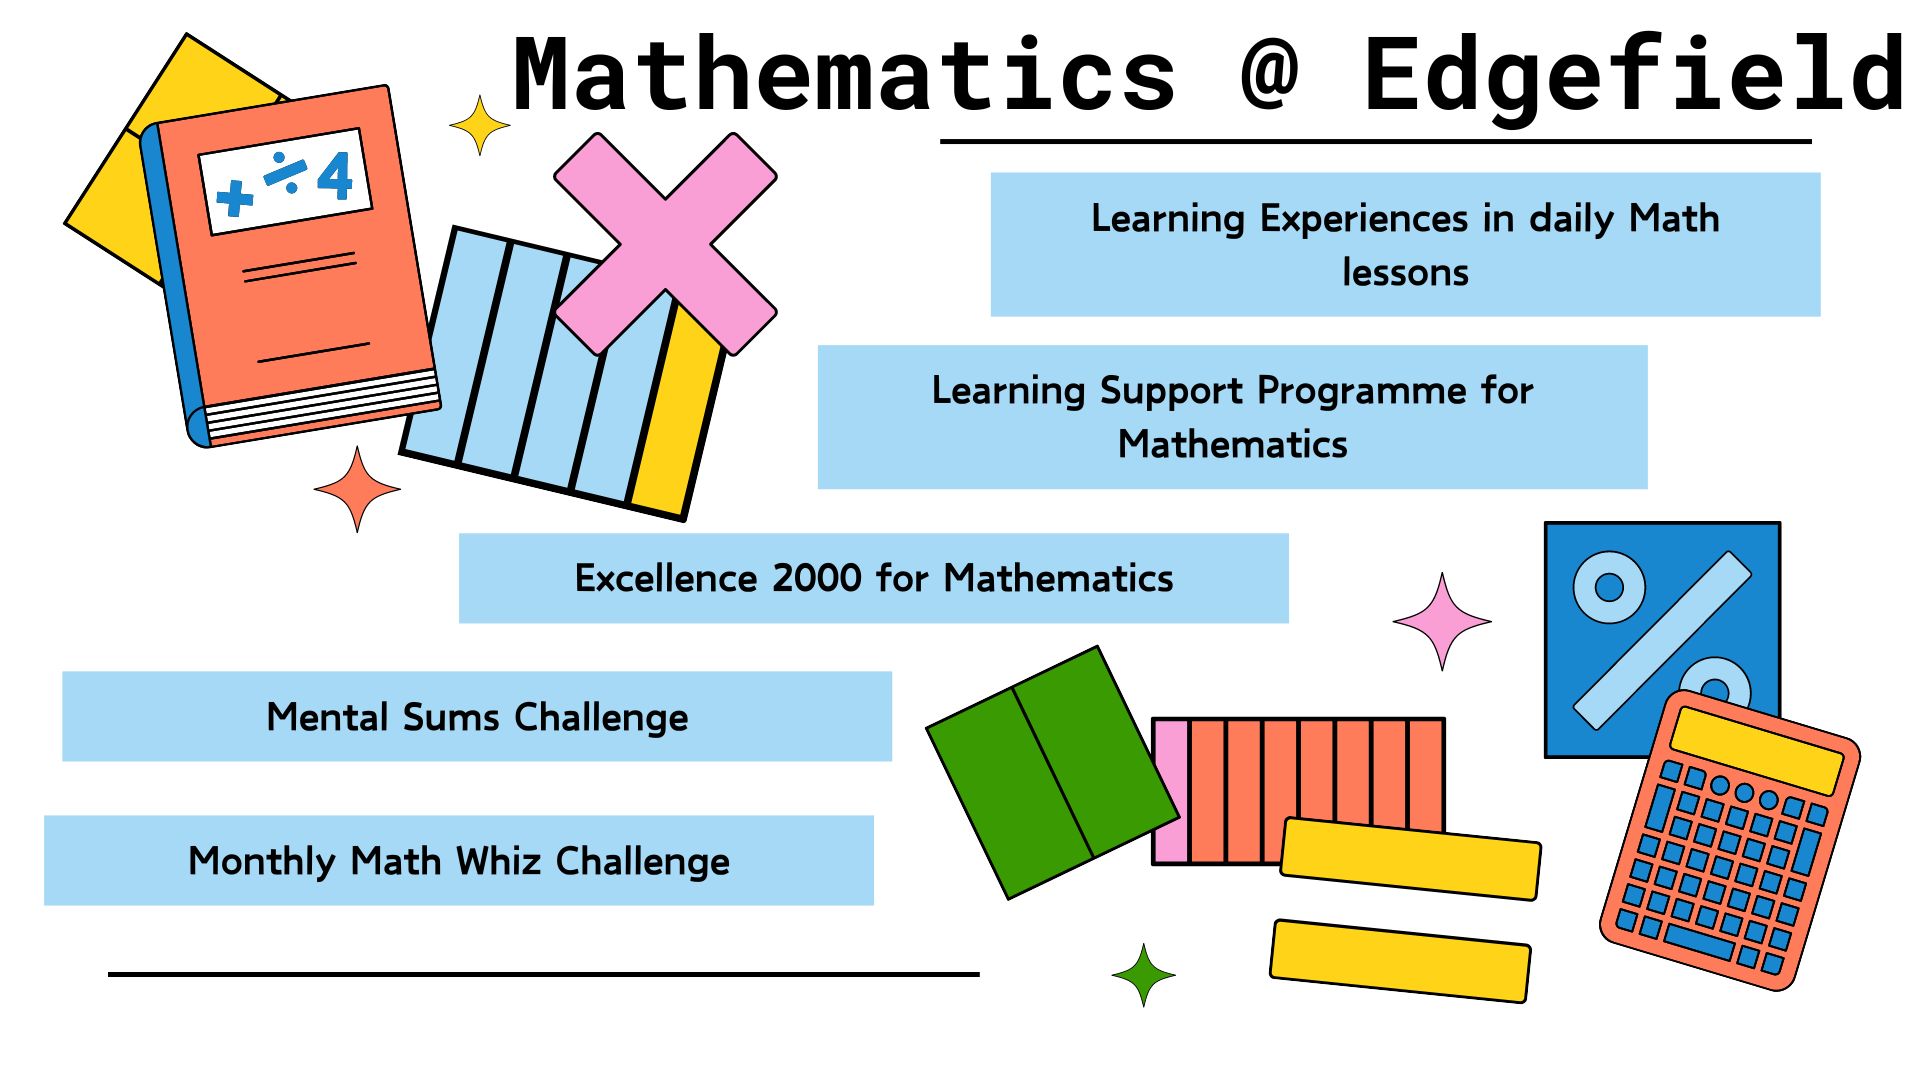 Mathematics @ Edgefield
+ ÷ 4
Learning Experiences in daily Math
lessons
Learning Support Programme for
Mathematics
Excellence 2000 for Mathematics
Mental Sums Challenge
Monthly Math Whiz Challenge
%